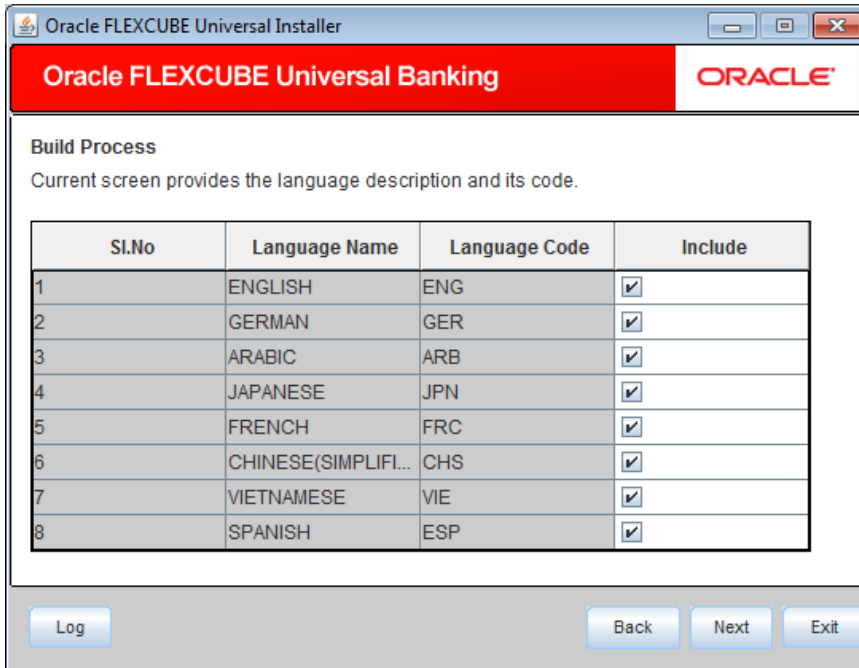 Oracle FLEXCUBE Universal Installer
Oracle FLEXCUBE Universal Banking
ORACLE
Build Process
Current screen provides the language description and its code.
Sl.No Language Name Language Code Include
1 ENGLISH ENG
2 GERMAN GER
3 ARABIC ARB
4 JAPANESE JPN
5 FRENCH FRC
6 CHINESE(SIMPLIFI... CHS
7 VIETNAMESE VIE
8 SPANISH ESP
Log Back Next Exit